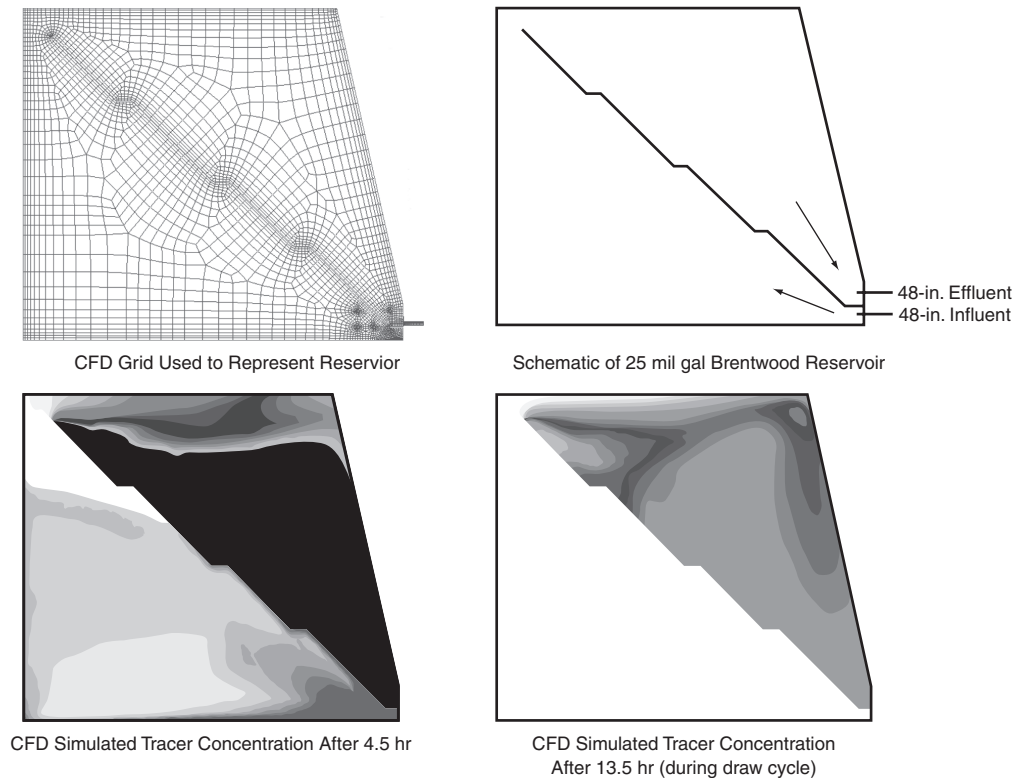 CFD Grid Used to Represent Reservior
48-in. Effluent
48-in. Influent
Schematic of 25 mil gal Brentwood Reservoir
CFD Simulated Tracer Concentration After 4.5 hr
CFD Simulated Tracer Concentration
After 13.5 hr (during draw cycle)